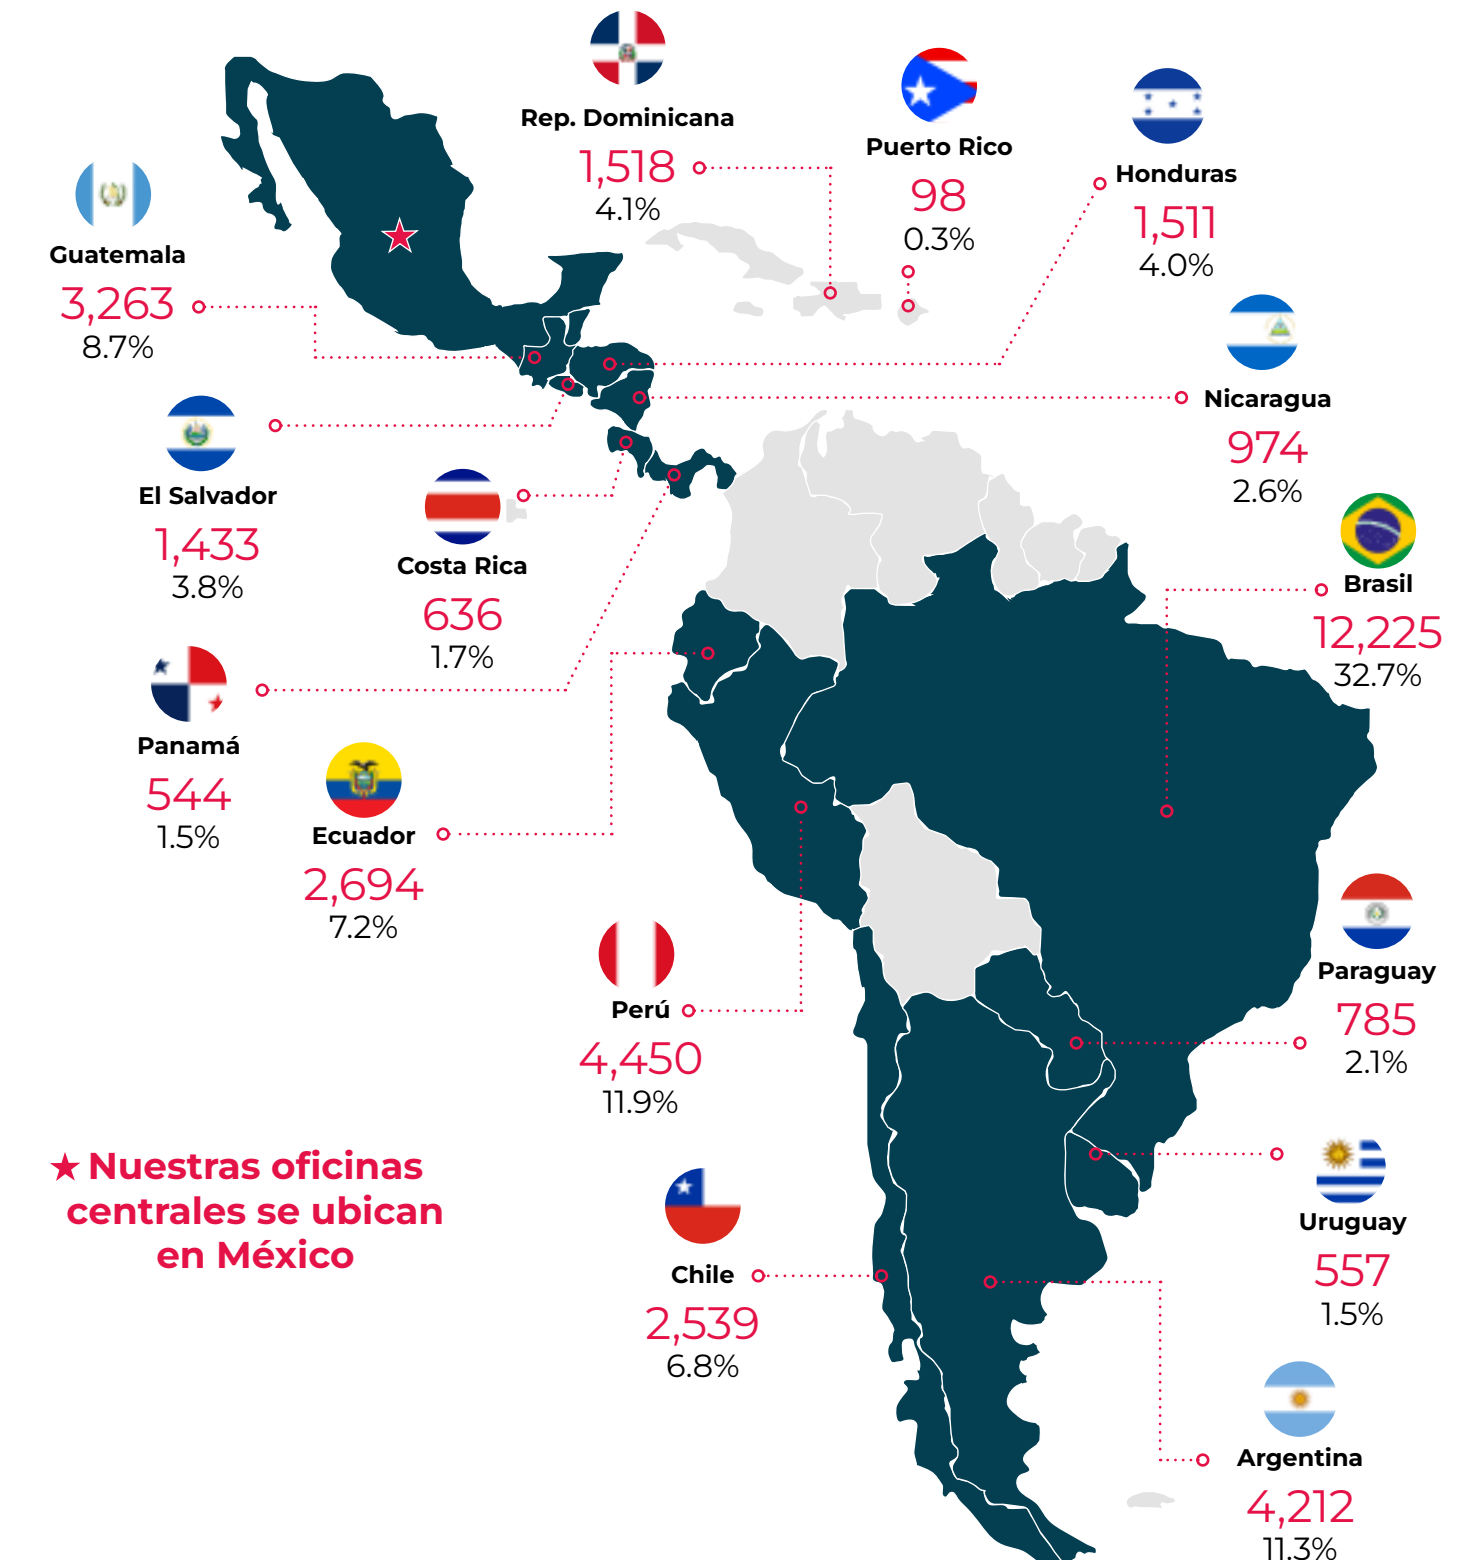 Rep. Dominicana
1,518
4.1%
Puerto Rico
98
0.3%
Honduras
1,511
4.0%
Guatemala
3,263
8.7%
Nicaragua
974
2.6%
El Salvador
1,433
3.8%
Costa Rica
636
1.7%
Brasil
12,225
32.7%
Panamá
544
1.5%
Ecuador
2,694
7.2%
Perú
4,450
11.9%
Paraguay
785
2.1%
Nuestras oficinas
centrales se ubican
en México
Chile
2,539
6.8%
Uruguay
557
1.5%
Argentina
4,212
11.3%